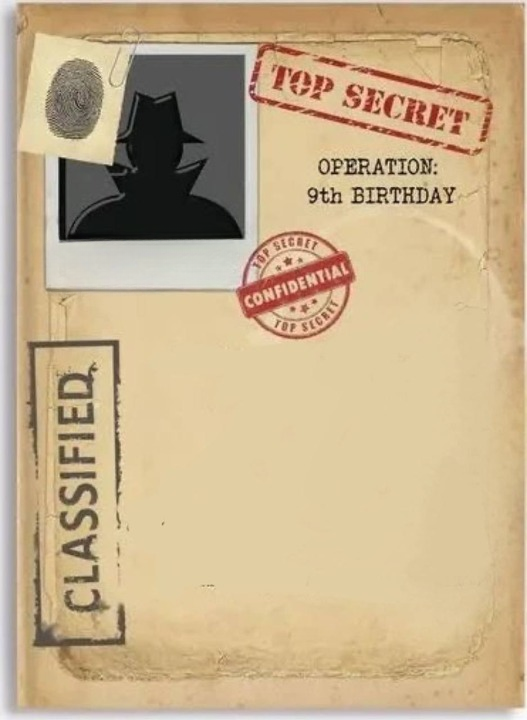 TOP SECRET
OPERATION:
9th BIRTHDAY
TOP SECRET
CONFIDENTIAL
TOP SECRET
CLASSIFIED